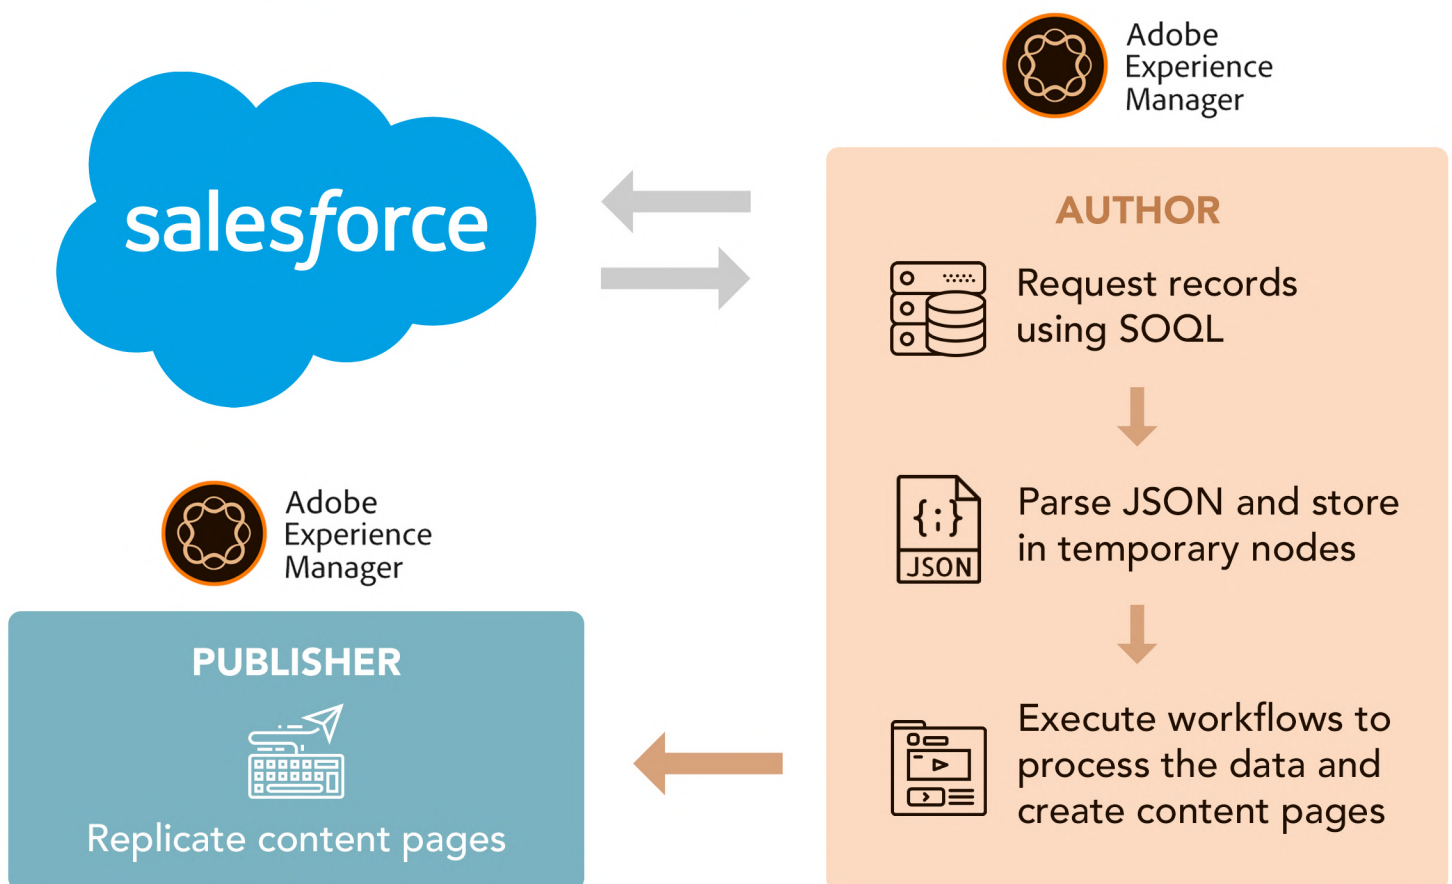 salesforce
Adobe
Experience
Manager
AUTHOR
Request records
using SOQL
{;}
JSON
Parse JSON and store
in temporary nodes
Execute workflows to
process the data and
create content pages
Adobe
Experience
Manager
PUBLISHER
Replicate content pages